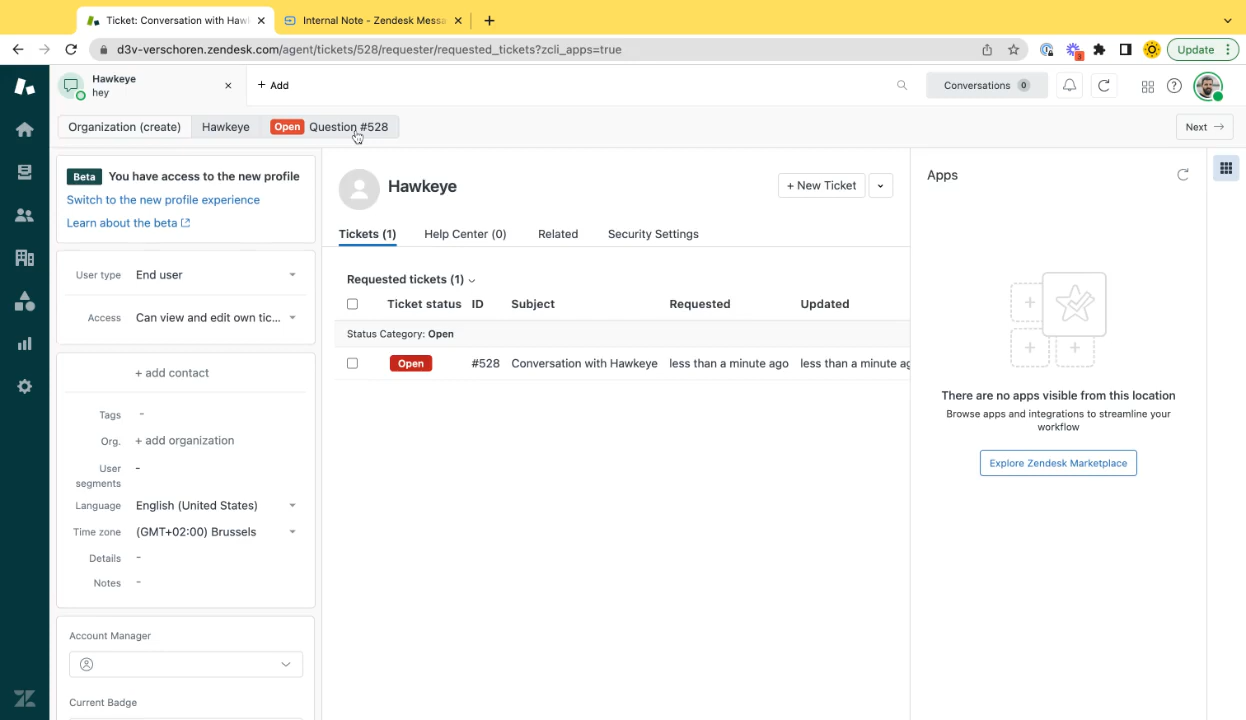 Ticket: Conversation with Hawk
Internal Note - Zendesk Messa
d3v-verschoren.zendesk.com/agent/tickets/528/requester/requested_tickets?zcli_apps=true
3
Update
Hawkeye
hey
+ Add
Conversations 0
Organization (create)
Hawkeye
Open Question #528
Next
Beta You have access to the new profile
Switch to the new profile experience
Learn about the beta
User type End user
Access Can view and edit own tic...
+ add contact
Tags -
Org. + add organization
User segments -
Language English (United States)
Time zone (GMT+02:00) Brussels
Details -
Notes -
Account Manager
Current Badge
Hawkeye
+ New Ticket
Tickets (1) Help Center (0) Related Security Settings
Requested tickets (1)
Ticket status ID Subject Requested Updated
Status Category: Open
Open #528 Conversation with Hawkeye less than a minute ago less than a minute ag
Apps
There are no apps visible from this location
Browse apps and integrations to streamline your
workflow
Explore Zendesk Marketplace